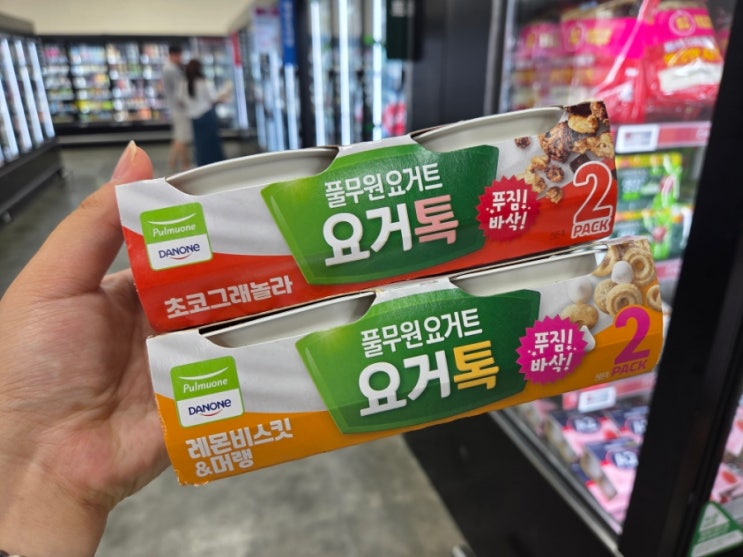 Pulmuone
DANONE
풀무원요거트
요거톡
푸짐!
바삭!
2
PACK
초코그래놀라
Pulmuone
DANONE
풀무원요거트
요거톡
푸짐!
바삭!
2
PACK
레몬비스킷
&머랭